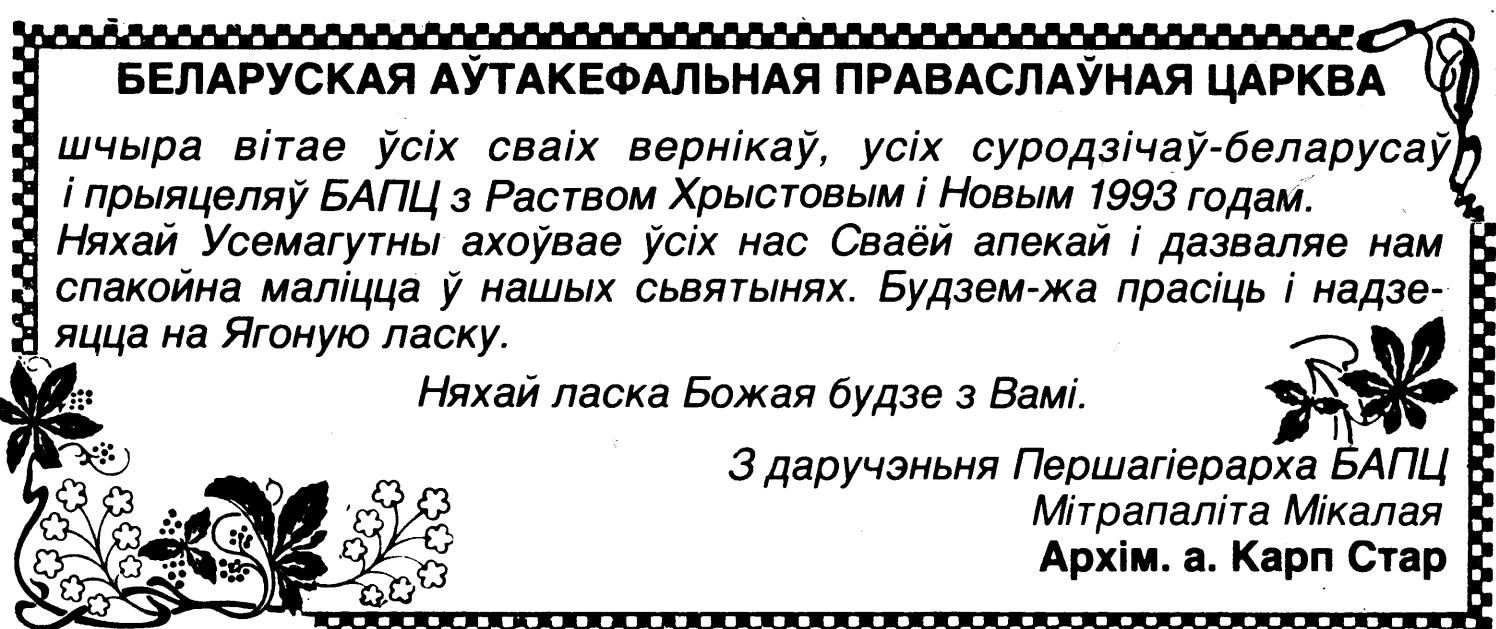 БЕЛАРУСКАЯ АЎТАКЕФАЛЬНАЯ ПРАВАСЛАЎНАЯ ЦАРКВА
шчыра вітае ўсіх сваіх вернікаў, усіх суродзічаў-беларусаў
і прыяцеляў БАПЦ з Раством Хрыстовым і Новым 1993 годам.
Няхай Усемагутны ахоўвае ўсіх нас Сваёй апекай і дазваляе нам
спакойна маліцца ў нашых сьвятынях. Будзем-жа прасіць і надзе-
яцца на Ягоную ласку.
Няхай ласка Божая будзе з Вамі.
З даручэньня Першагіерарха БАПЦ
Мітрапаліта Мікалая
Архім. а. Карп Стар